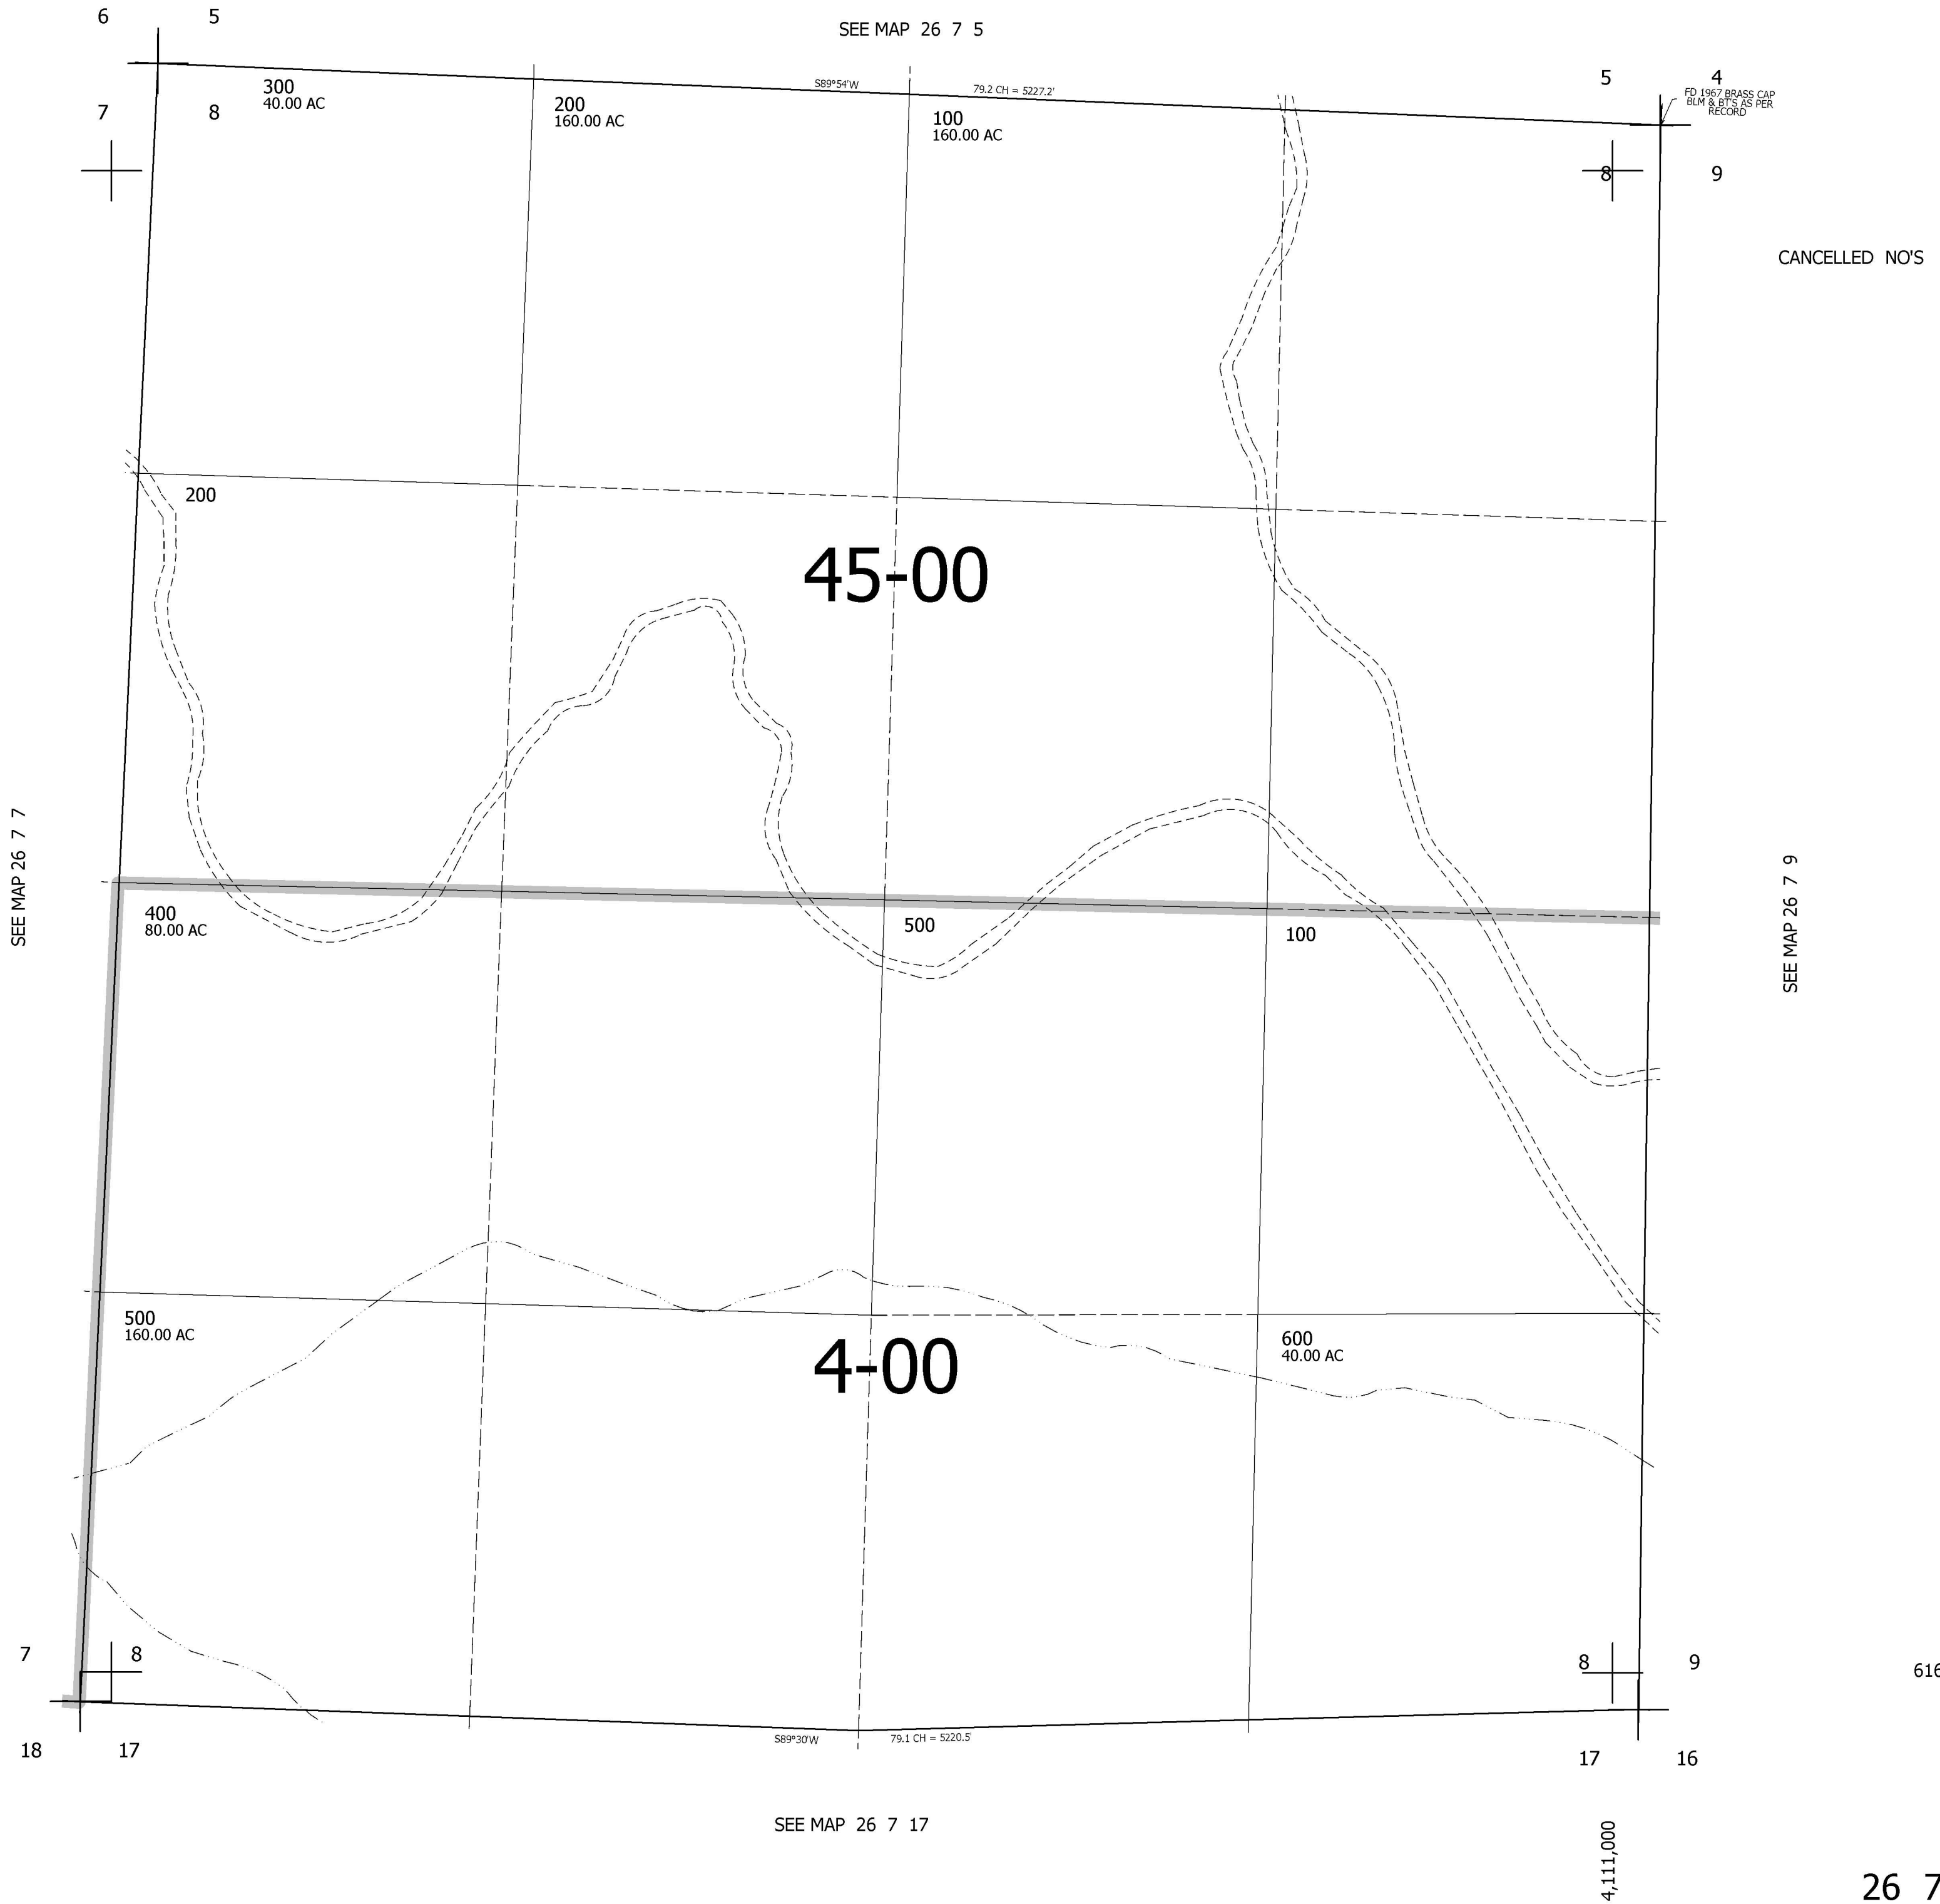 6 5
SEE MAP 26 7 5
5 4
7 8
300
40.00 AC
200
160.00 AC
S89°54'W
79.2 CH = 5227.2'
100
160.00 AC
FD 1967 BRASS CAP
BLM & BT'S AS PER
RECORD
8 9
CANCELLED NO'S
200
45-00
SEE MAP 26 7 7
SEE MAP 26 7 9
400
80.00 AC
500
100
500
160.00 AC
4-00
600
40.00 AC
7 8
8 9
616
S89°30'W
79.1 CH = 5220.5'
18 17
17 16
SEE MAP 26 7 17
4,111,000
26 7